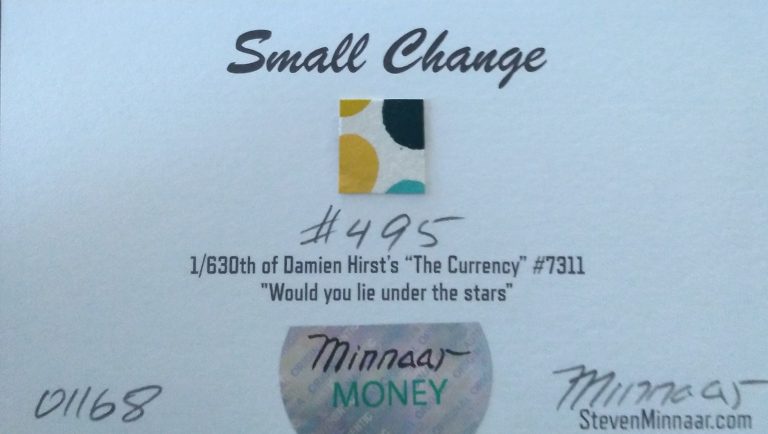 Small Change
#495
1/630th of Damien Hirst's "The Currency" #7311
"Would you lie under the stars"
Minnaar
MONEY
01168
Minnaar
StevenMinnaar.com